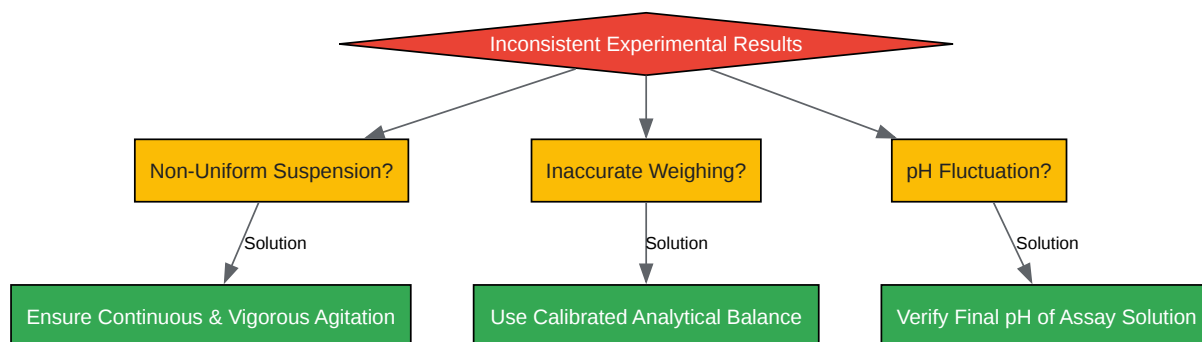 Inconsistent Experimental Results
Non-Uniform Suspension?
Inaccurate Weighing?
pH Fluctuation?
Solution
Solution
Solution
Ensure Continuous & Vigorous Agitation
Use Calibrated Analytical Balance
Verify Final pH of Assay Solution